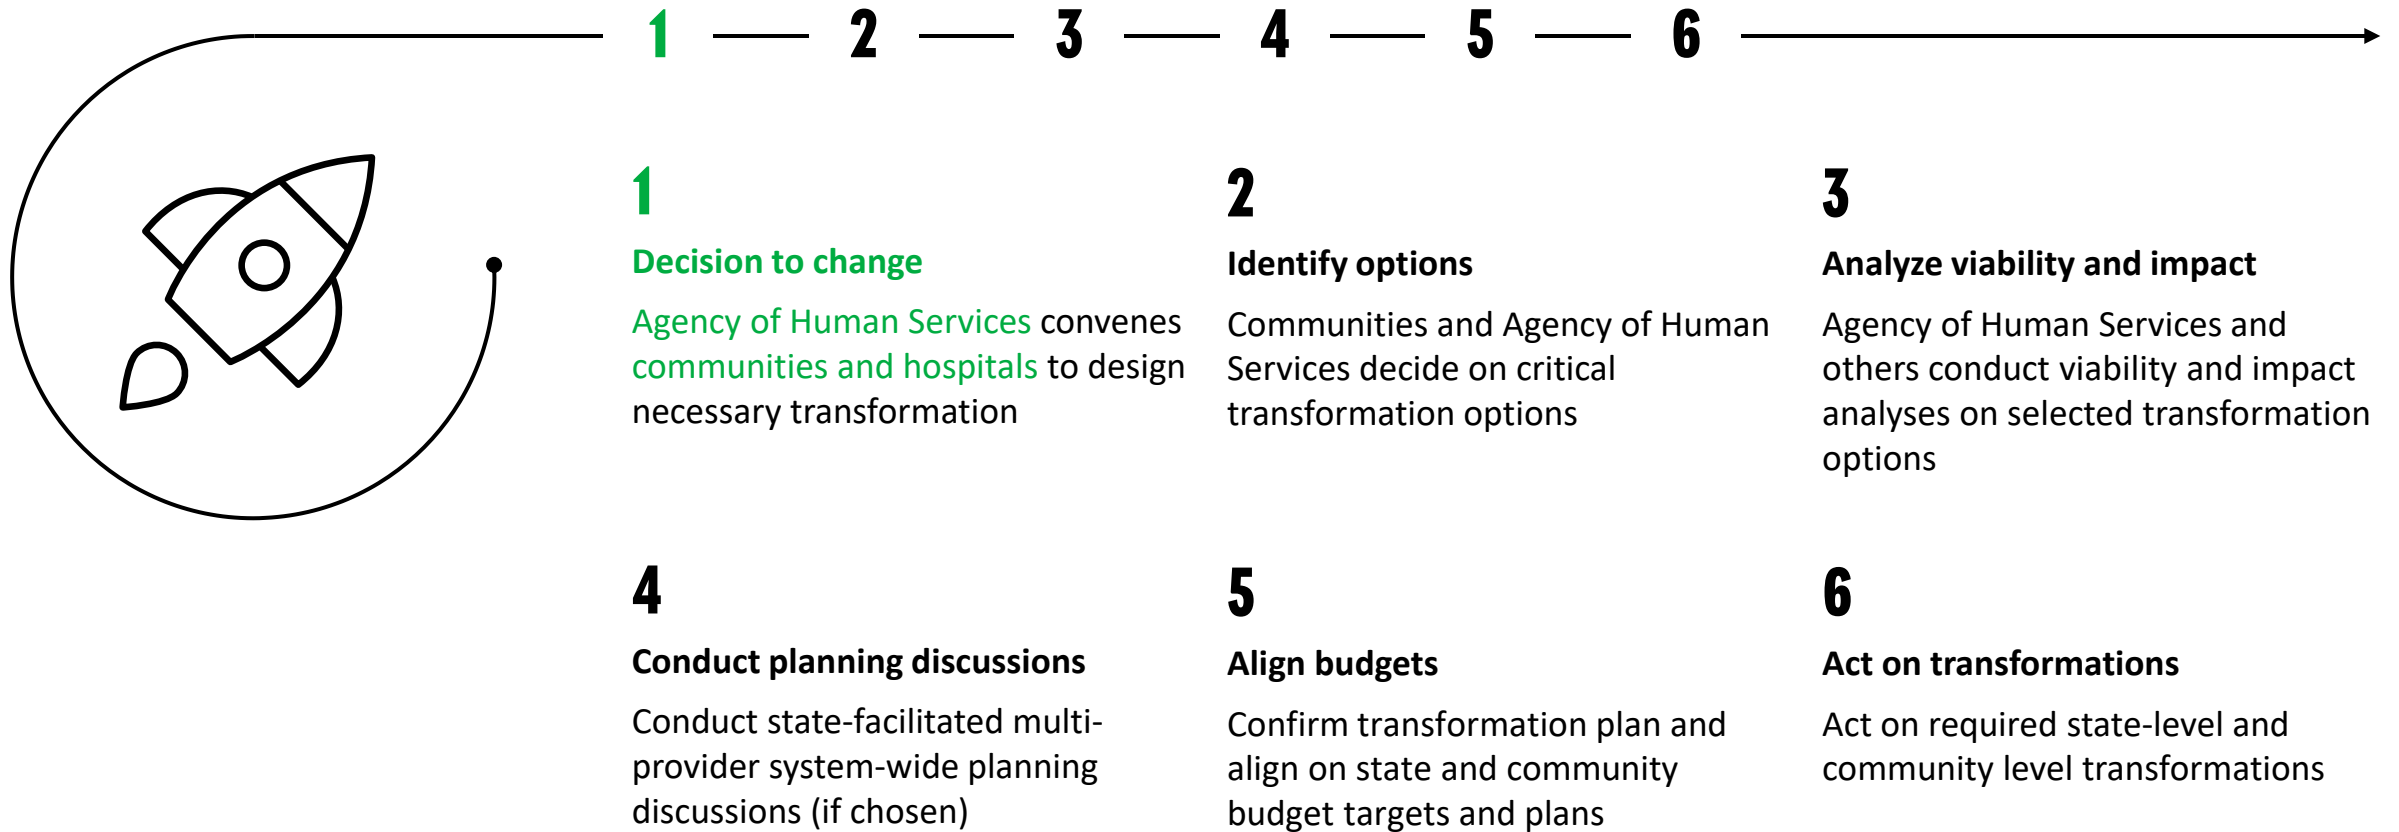 1 2 3 4 5 6
1
Decision to change
Agency of Human Services convenes
communities and hospitals to design
necessary transformation
2
Identify options
Communities and Agency of Human
Services decide on critical
transformation options
3
Analyze viability and impact
Agency of Human Services and
others conduct viability and impact
analyses on selected transformation
options
4
Conduct planning discussions
Conduct state-facilitated multi-
provider system-wide planning
discussions (if chosen)
5
Align budgets
Confirm transformation plan and
align on state and community
budget targets and plans
6
Act on transformations
Act on required state-level and
community level transformations